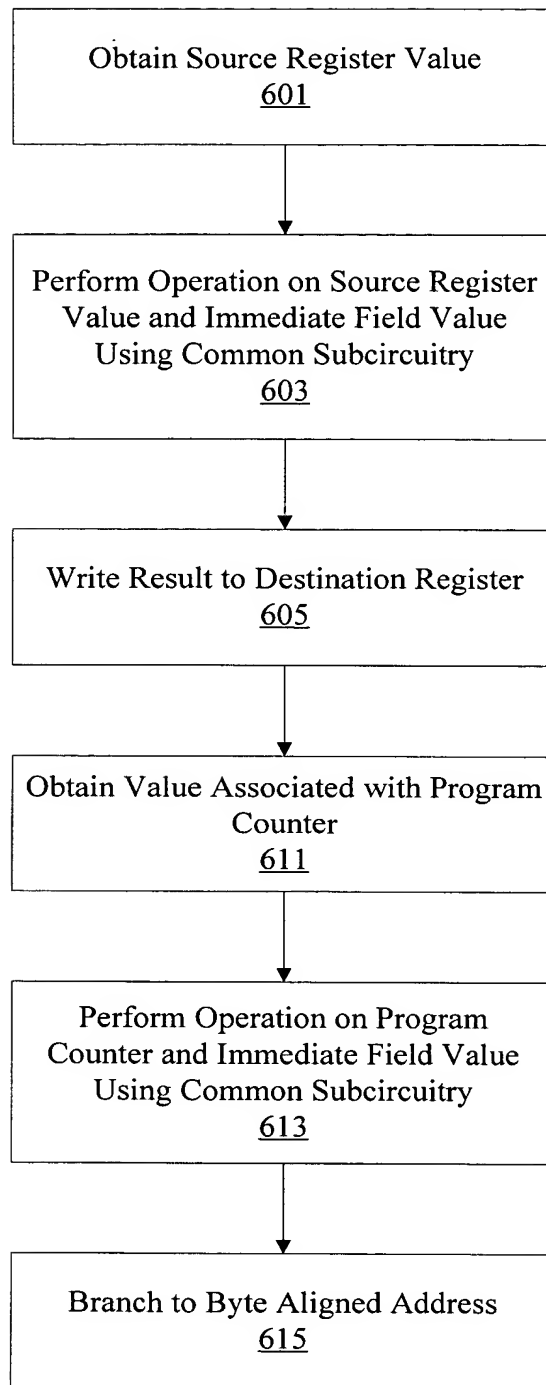 Obtain Source Register Value
601
Perform Operation on Source Register
Value and Immediate Field Value
Using Common Subcircuitry
603
Write Result to Destination Register
605
Obtain Value Associated with Program
Counter
611
Perform Operation on Program
Counter and Immediate Field Value
Using Common Subcircuitry
613
Branch to Byte Aligned Address
615